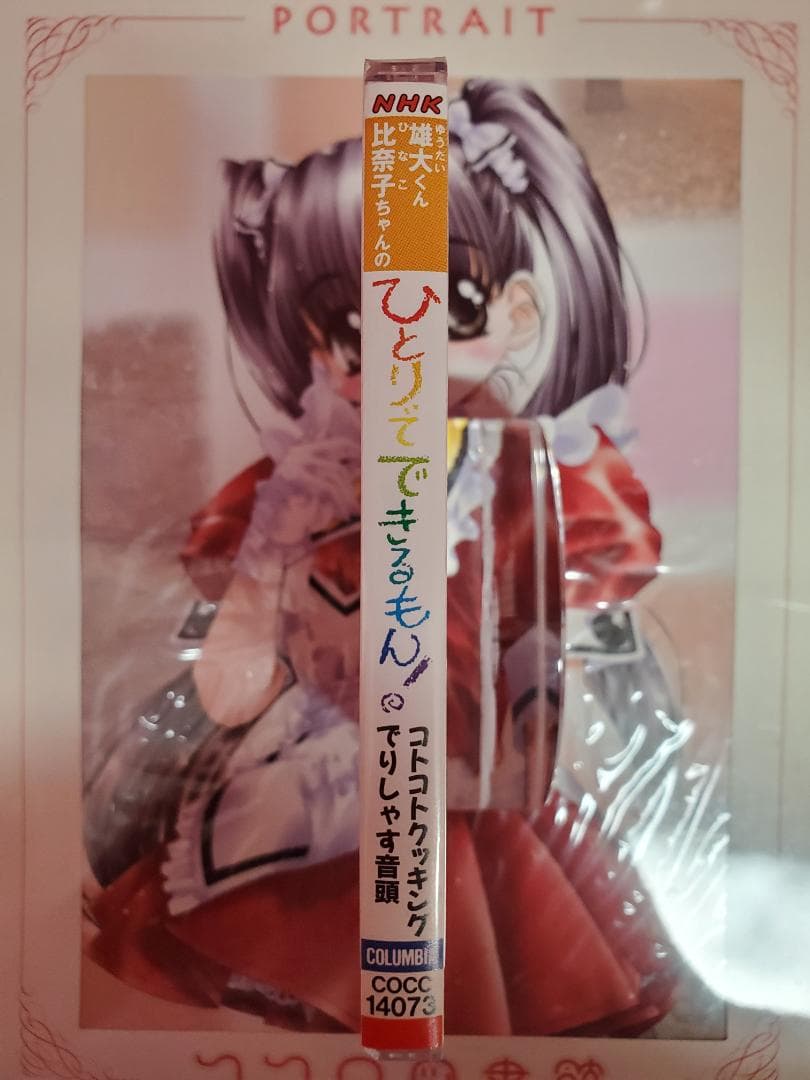 PORTRAIT
NHK
雄大くん
ゆうだい
比奈子ちゃんの
ひなこ
ひとりでできるもん!
コトコトクッキング
でりしゃす音頭
COLUMBIA
COCC
14073